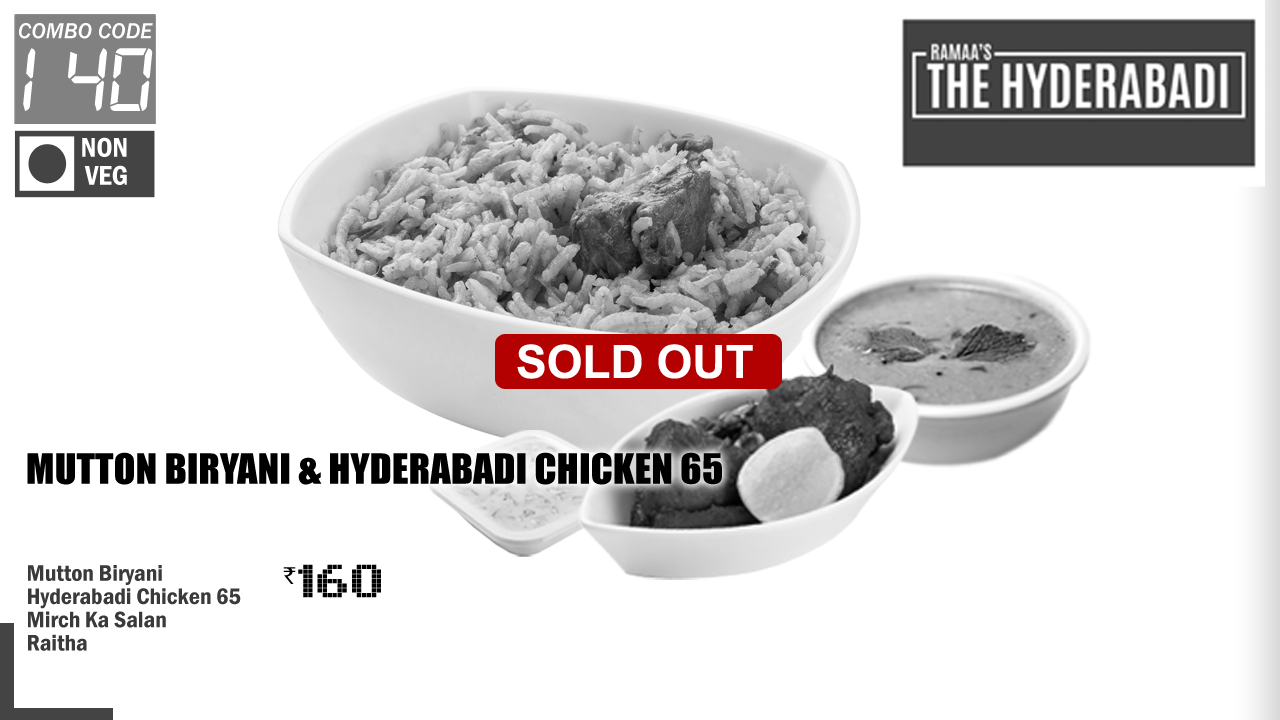 COMBO CODE
140
NON
VEG
RAMAA'S
THE HYDERABADI
SOLD OUT
MUTTON BIRYANI & HYDERABADI CHICKEN 65
Mutton Biryani
Hyderabadi Chicken 65
Mirch Ka Salan
Raitha
₹160